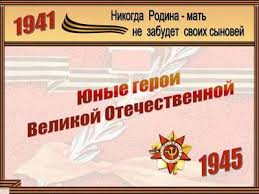 1941
Никогда Родина - мать
не забудет своих сыновей
Юные герои
Великой Отечественной
1945